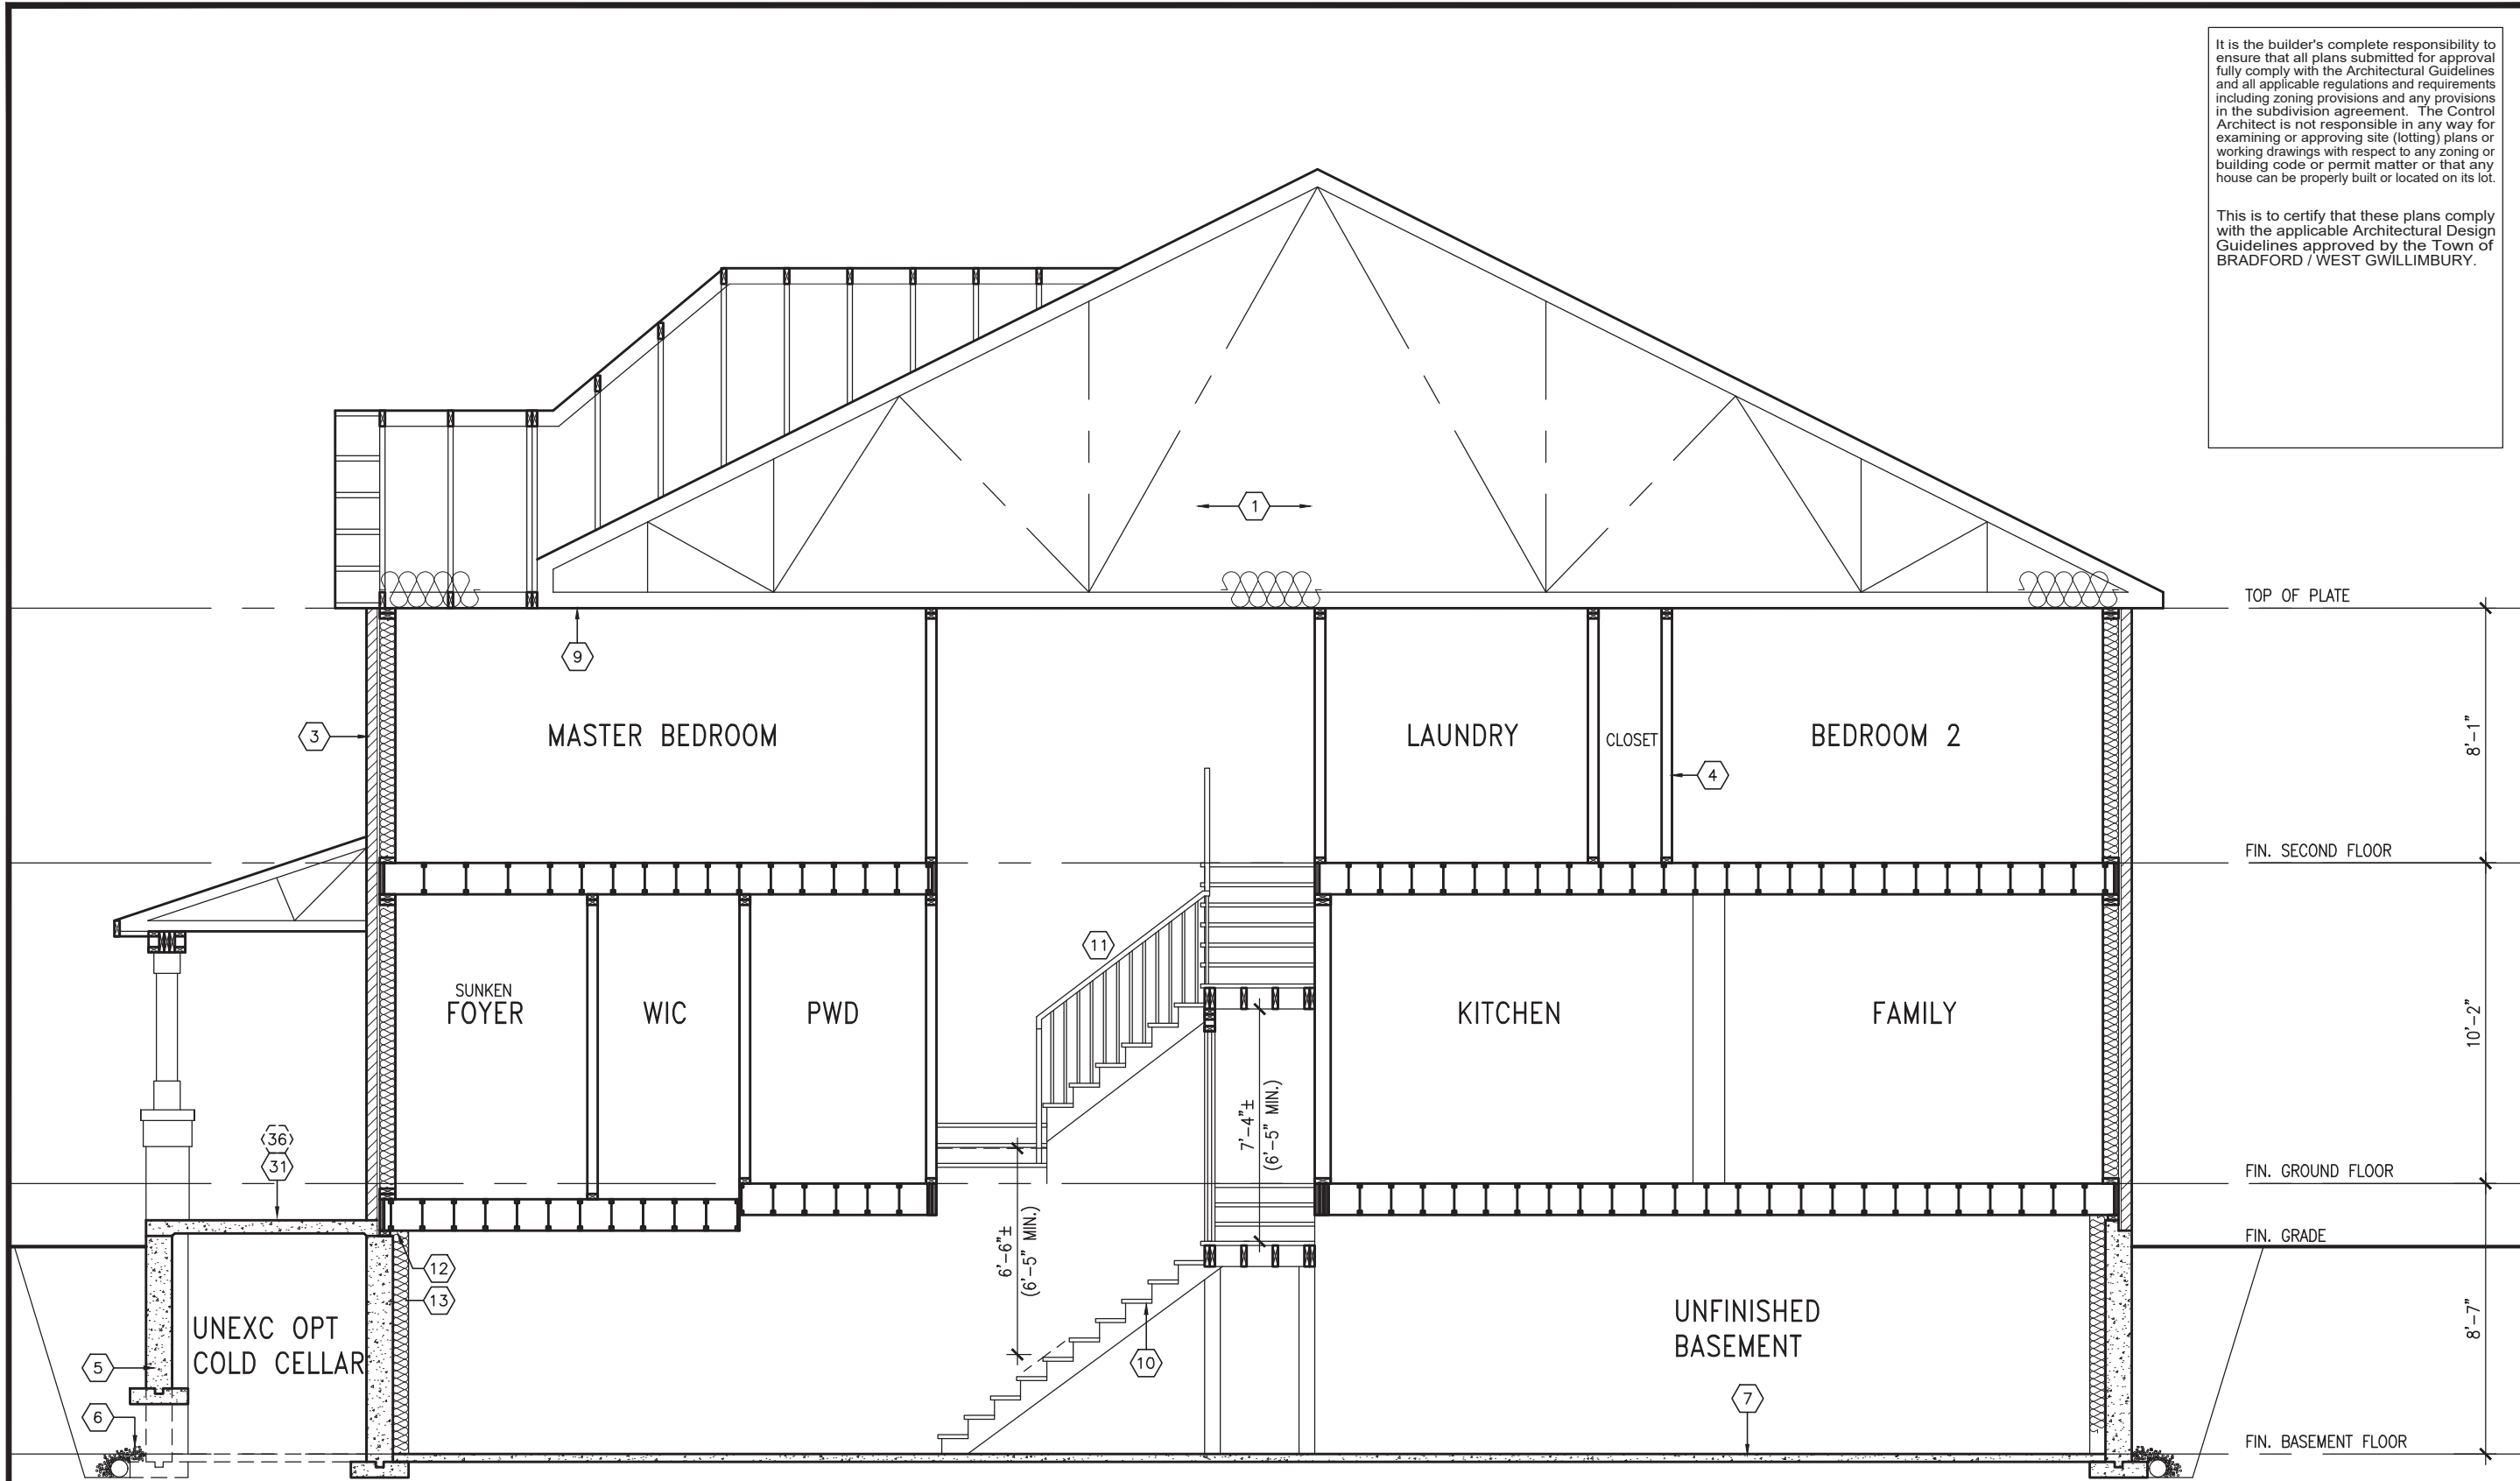 It is the builder's complete responsibility to
ensure that all plans submitted for approval
fully comply with the Architectural Guidelines
and all applicable regulations and requirements
including zoning provisions and any provisions
in the subdivision agreement. The Control
Architect is not responsible in any way for
examining or approving site (lotting) plans or
working drawings with respect to any zoning or
building code or permit matter or that any
house can be properly built or located on its lot.
This is to certify that these plans comply
with the applicable Architectural Design
Guidelines approved by the Town of
BRADFORD / WEST GWILLIMBURY.
1
TOP OF PLATE
9
3
MASTER BEDROOM
LAUNDRY
CLOSET
BEDROOM 2
8'-1"
4
FIN. SECOND FLOOR
11
SUNKEN
FOYER
WIC
PWD
KITCHEN
FAMILY
10'-2"
7'-4"±
(6'-5" MIN.)
36
31
FIN. GROUND FLOOR
6'-6"±
(6'-5" MIN.)
FIN. GRADE
12
13
UNEXC OPT
COLD CELLAR
UNFINISHED
BASEMENT
8'-7"
5
10
6
7
FIN. BASEMENT FLOOR